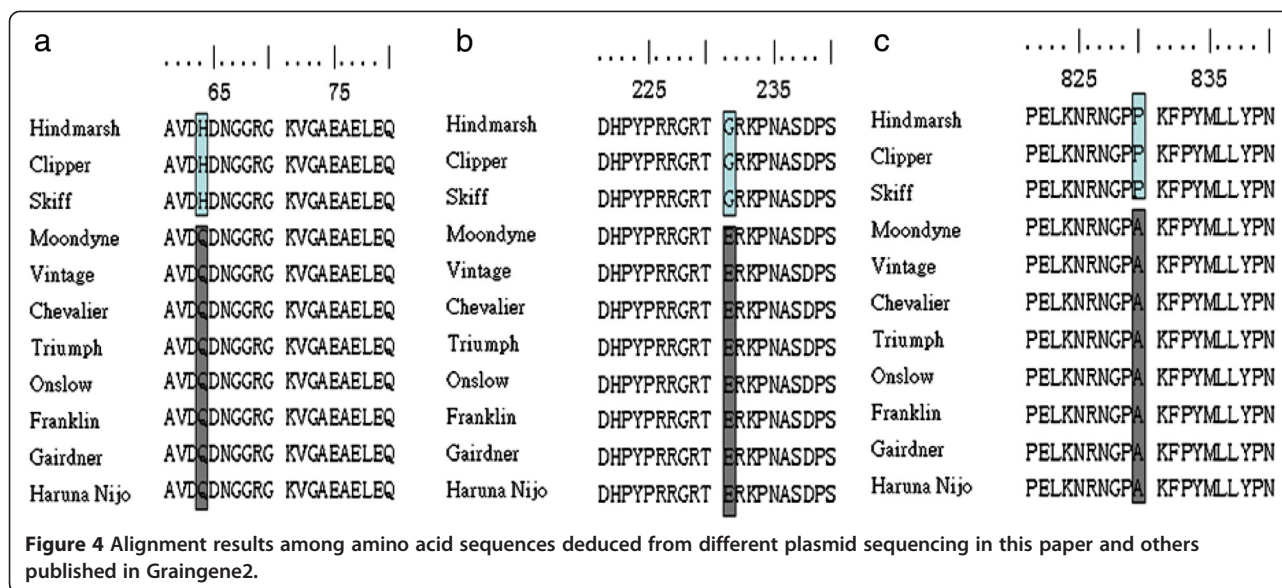 a
.... | .... | .... | .... |
65 75
Hindmarsh AVDHDNGGRG KVGAEAELEQ
Clipper AVDHDNGGRG KVGAEAELEQ
Skiff AVDHDNGGRG KVGAEAELEQ
Moondyne AVDQDNGGRG KVGAEAELEQ
Vintage AVDQDNGGRG KVGAEAELEQ
Chevalier AVDQDNGGRG KVGAEAELEQ
Triumph AVDQDNGGRG KVGAEAELEQ
Onslow AVDQDNGGRG KVGAEAELEQ
Franklin AVDQDNGGRG KVGAEAELEQ
Gairdner AVDQDNGGRG KVGAEAELEQ
Haruna Nijo AVDQDNGGRG KVGAEAELEQ
b
.... | .... | .... | .... |
225 235
Hindmarsh DHPYPRRGRT GRKPNASDPS
Clipper DHPYPRRGRT GRKPNASDPS
Skiff DHPYPRRGRT GRKPNASDPS
Moondyne DHPYPRRGRT ERKPNASDPS
Vintage DHPYPRRGRT ERKPNASDPS
Chevalier DHPYPRRGRT ERKPNASDPS
Triumph DHPYPRRGRT ERKPNASDPS
Onslow DHPYPRRGRT ERKPNASDPS
Franklin DHPYPRRGRT ERKPNASDPS
Gairdner DHPYPRRGRT ERKPNASDPS
Haruna Nijo DHPYPRRGRT ERKPNASDPS
c
.... | .... | .... | .... |
825 835
Hindmarsh PELKNRNGPP KFPYMLLYPN
Clipper PELKNRNGPP KFPYMLLYPN
Skiff PELKNRNGPP KFPYMLLYPN
Moondyne PELKNRNGPA KFPYMLLYPN
Vintage PELKNRNGPA KFPYMLLYPN
Chevalier PELKNRNGPA KFPYMLLYPN
Triumph PELKNRNGPA KFPYMLLYPN
Onslow PELKNRNGPA KFPYMLLYPN
Franklin PELKNRNGPA KFPYMLLYPN
Gairdner PELKNRNGPA KFPYMLLYPN
Haruna Nijo PELKNRNGPA KFPYMLLYPN
Figure 4 Alignment results among amino acid sequences deduced from different plasmid sequencing in this paper and others
published in Graingene2.